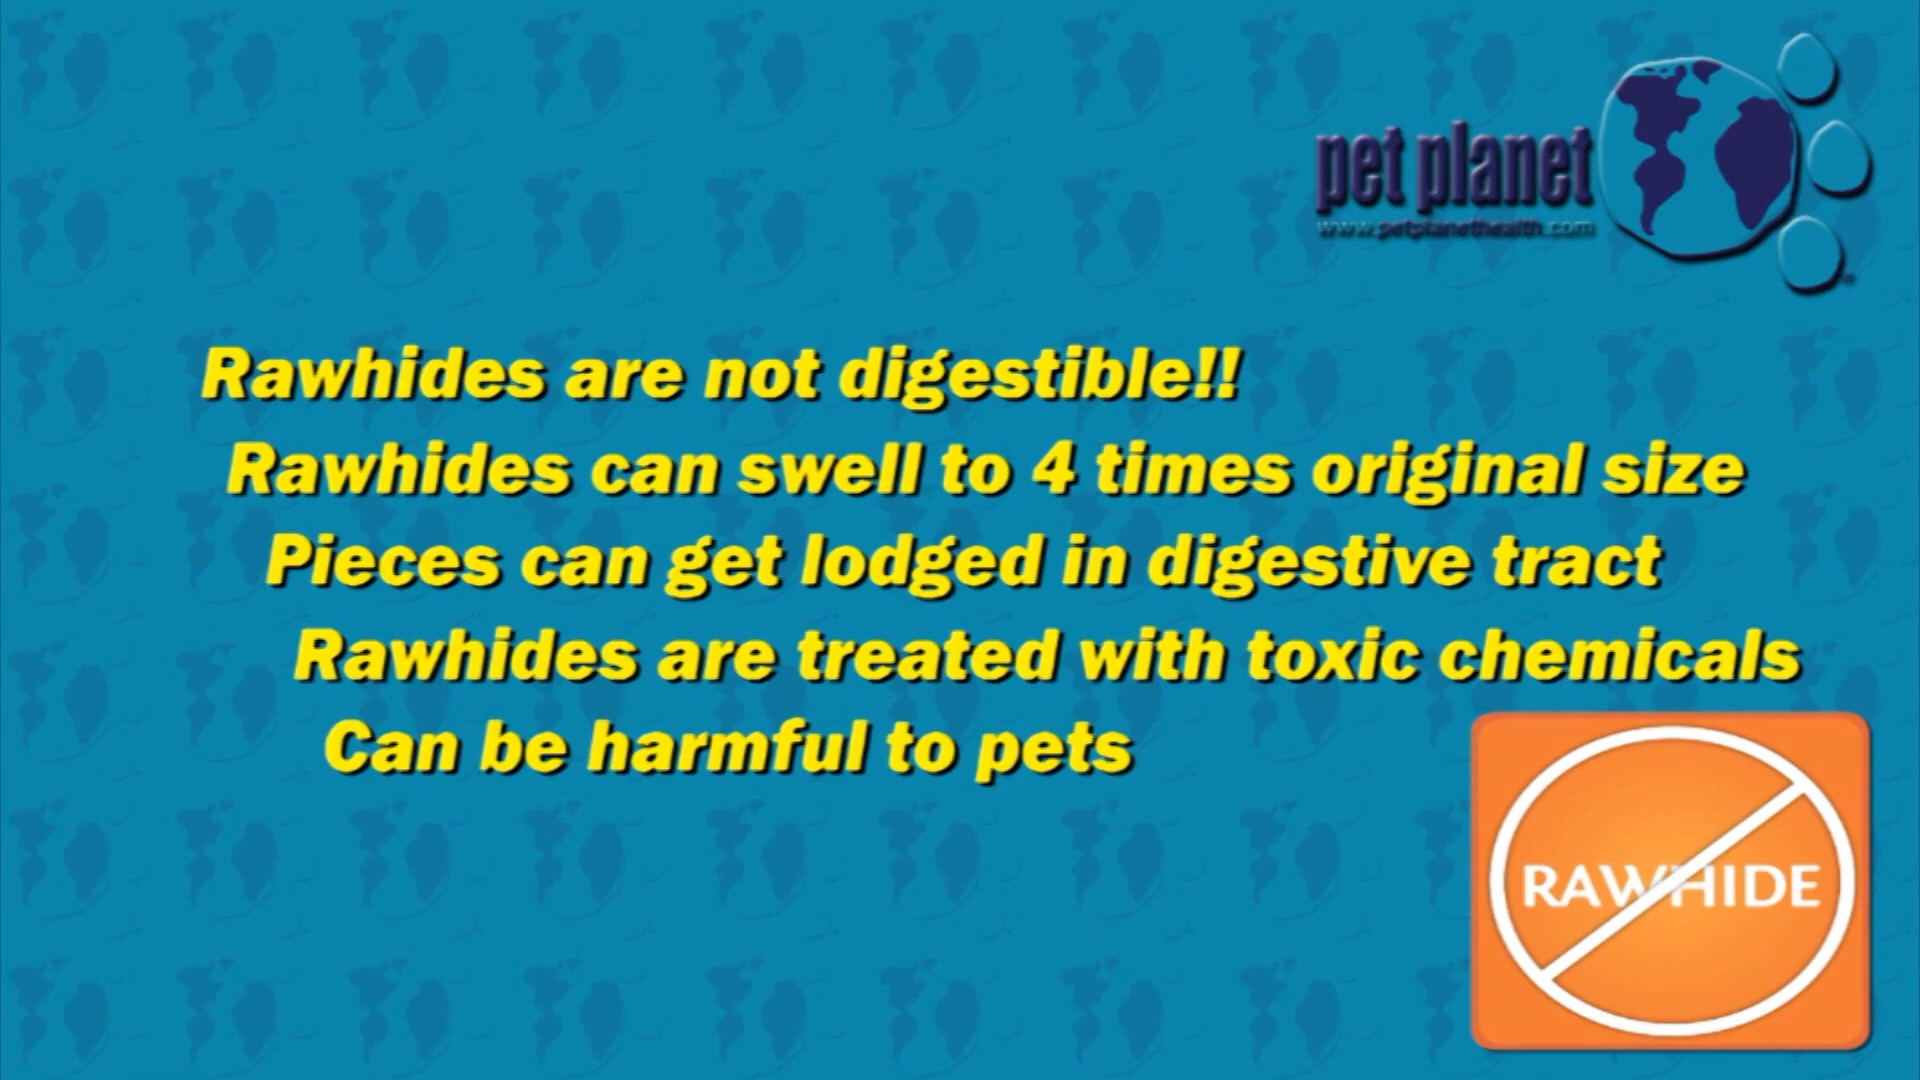 pet planet
www.petplanethealth.com
Rawhides are not digestible!!
Rawhides can swell to 4 times original size
Pieces can get lodged in digestive tract
Rawhides are treated with toxic chemicals
Can be harmful to pets
RAWHIDE